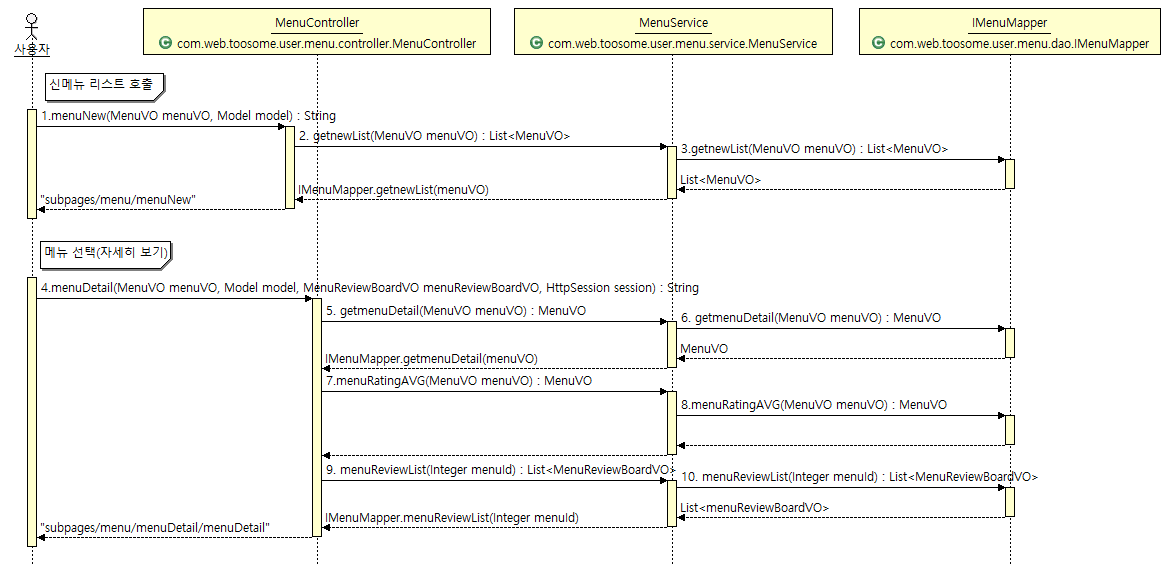 사용자
MenuController
C com.web.toosome.user.menu.controller.MenuController
MenuService
C com.web.toosome.user.menu.service.MenuService
IMenuMapper
C com.web.toosome.user.menu.dao.IMenuMapper
신메뉴 리스트 호출
1.menuNew(MenuVO menuVO, Model model) : String
2. getnewList(MenuVO menuVO) : List<MenuVO>
3.getnewList(MenuVO menuVO) : List<MenuVO>
List<MenuVO>
IMenuMapper.getnewList(menuVO)
"subpages/menu/menuNew"
메뉴 선택(자세히 보기)
4.menuDetail(MenuVO menuVO, Model model, MenuReviewBoardVO menuReviewBoardVO, HttpSession session) : String
5. getmenuDetail(MenuVO menuVO) : MenuVO
6. getmenuDetail(MenuVO menuVO) : MenuVO
MenuVO
IMenuMapper.getmenuDetail(menuVO)
7.menuRatingAVG(MenuVO menuVO) : MenuVO
8.menuRatingAVG(MenuVO menuVO) : MenuVO
9. menuReviewList(Integer menuId) : List<MenuReviewBoardVO>
10. menuReviewList(Integer menuId) : List<MenuReviewBoardVO>
List<menuReviewBoardVO>
IMenuMapper.menuReviewList(Integer menuId)
"subpages/menu/menuDetail/menuDetail"